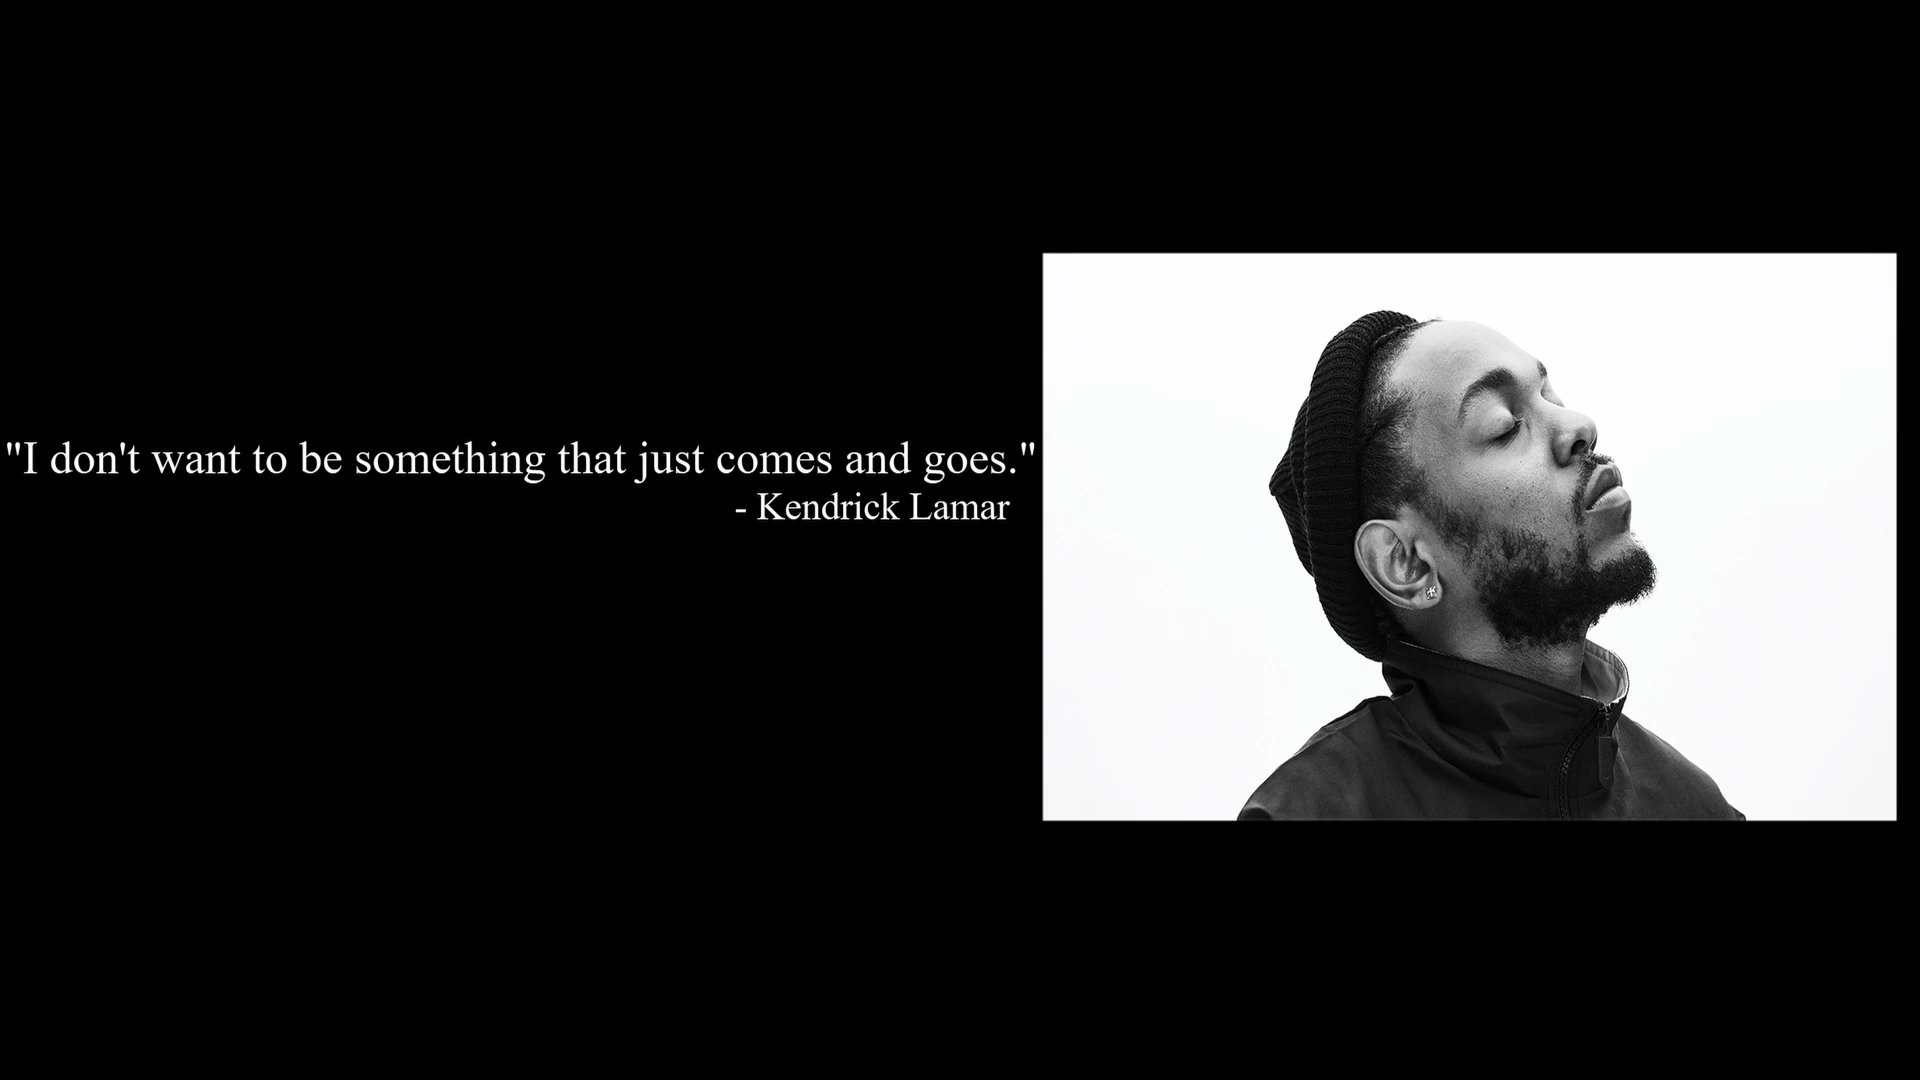 "I don't want to be something that just comes and goes."
- Kendrick Lamar